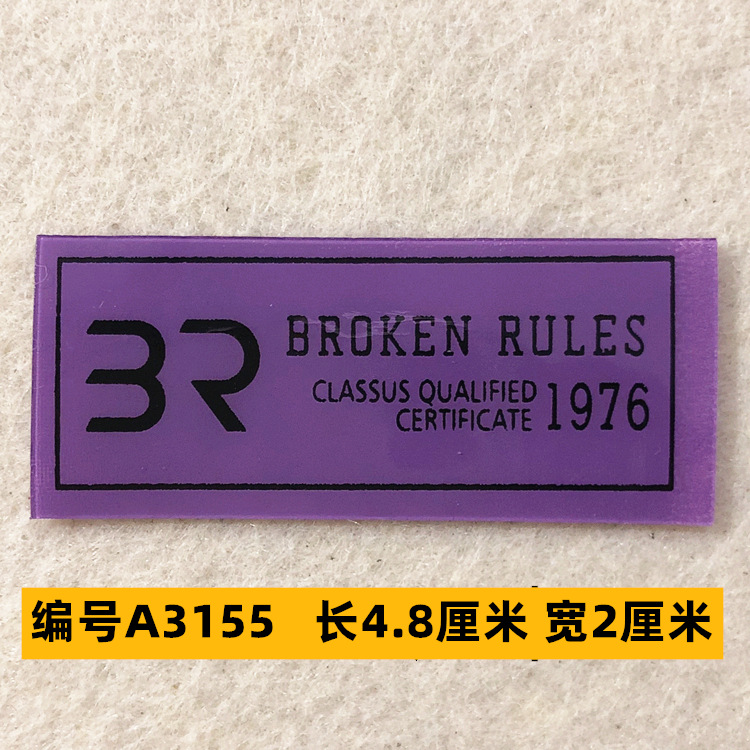 BR
BROKEN RULES
CLASSUS QUALIFIED
CERTIFICATE
1976
编号A3155 长4.8厘米 宽2厘米